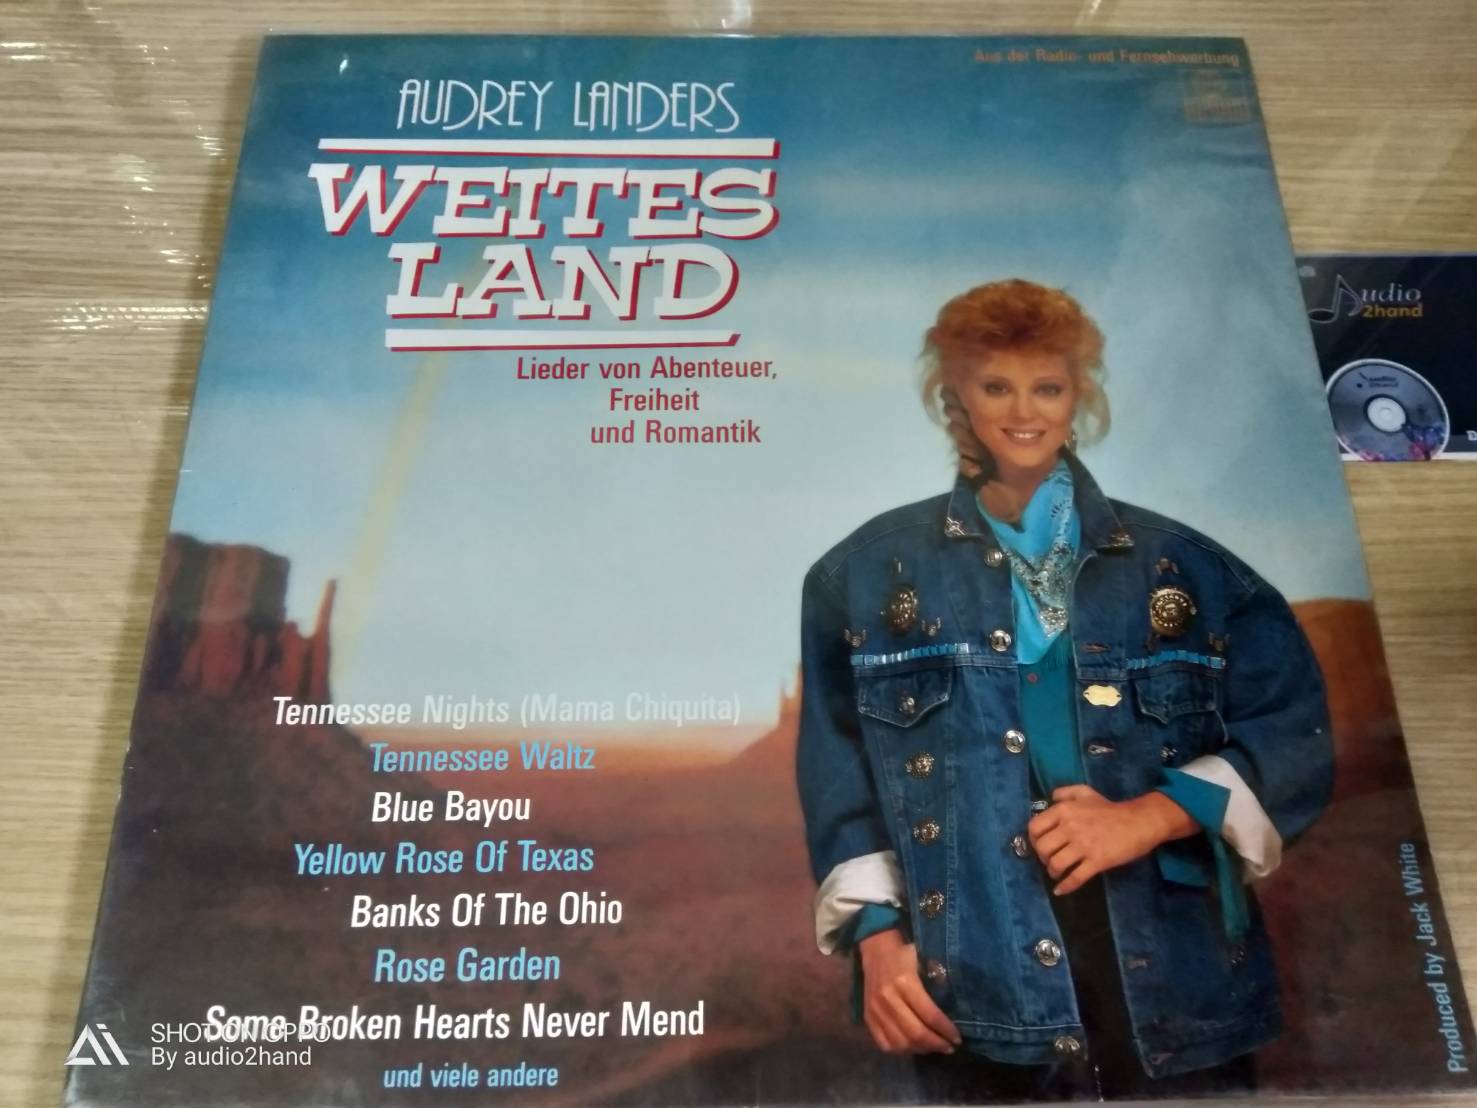 Aus der Radio- und Fernsehwerbung
AUDREY LANDERS
WEITES
LAND
Lieder von Abenteuer,
Freiheit
und Romantik
Audio
2hand
Tennessee Nights (Mama Chiquita)
Tennessee Waltz
Blue Bayou
Yellow Rose Of Texas
Banks Of The Ohio
Rose Garden
Some Broken Hearts Never Mend
und viele andere
Produced by Jack White
SHOT ON OPPO
By audio2hand